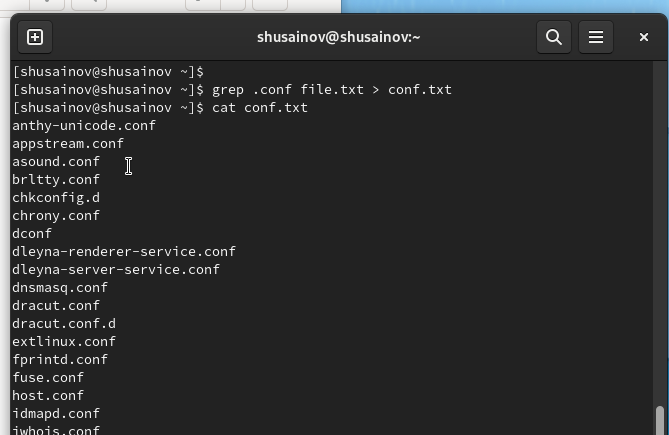 shusainov@shusainov:~
[shusainov@shusainov ~]$
[shusainov@shusainov ~]$ grep .conf file.txt > conf.txt
[shusainov@shusainov ~]$ cat conf.txt
anthy-unicode.conf
appstream.conf
asound.conf
brltty.conf
chkconfig.d
chrony.conf
dconf
dleyna-renderer-service.conf
dleyna-server-service.conf
dnsmasq.conf
dracut.conf
dracut.conf.d
extlinux.conf
fprintd.conf
fuse.conf
host.conf
idmapd.conf
jwhois.conf